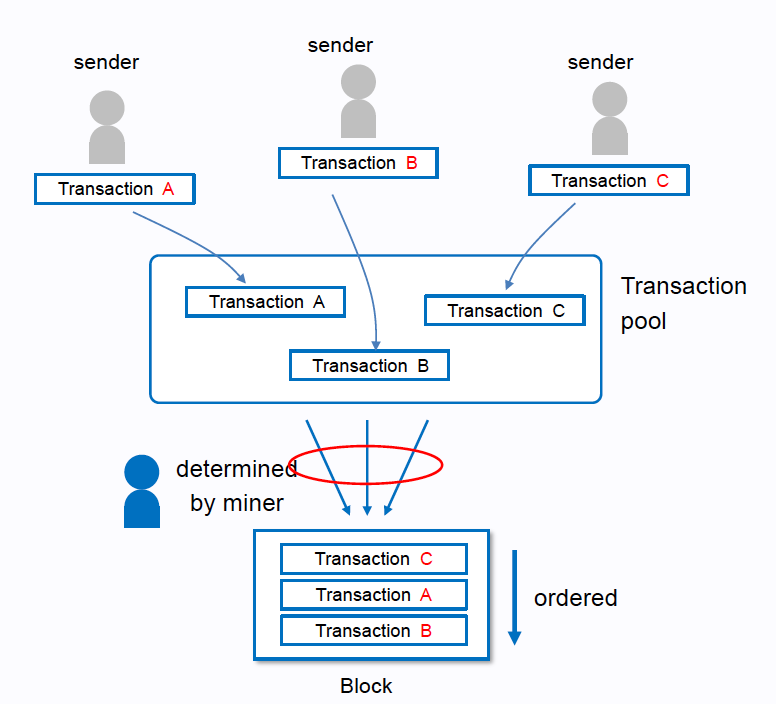 sender
sender
sender
Transaction A
Transaction B
Transaction C
Transaction A
Transaction C
Transaction B
Transaction
pool
determined
by miner
Transaction C
Transaction A
Transaction B
ordered
Block